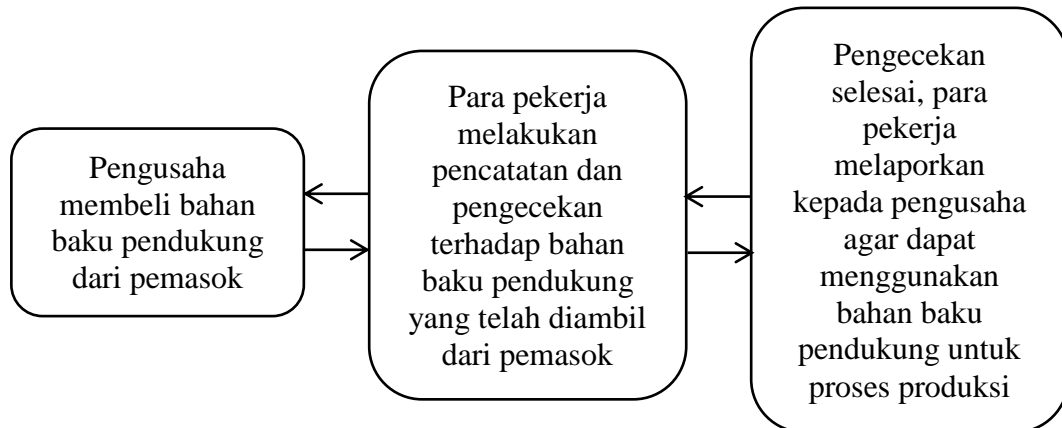 Pengusaha
membeli bahan
baku pendukung
dari pemasok
Para pekerja
melakukan
pencatatan dan
pengecekan
terhadap bahan
baku pendukung
yang telah diambil
dari pemasok
Pengecekan
selesai, para
pekerja
melaporkan
kepada pengusaha
agar dapat
menggunakan
bahan baku
pendukung untuk
proses produksi